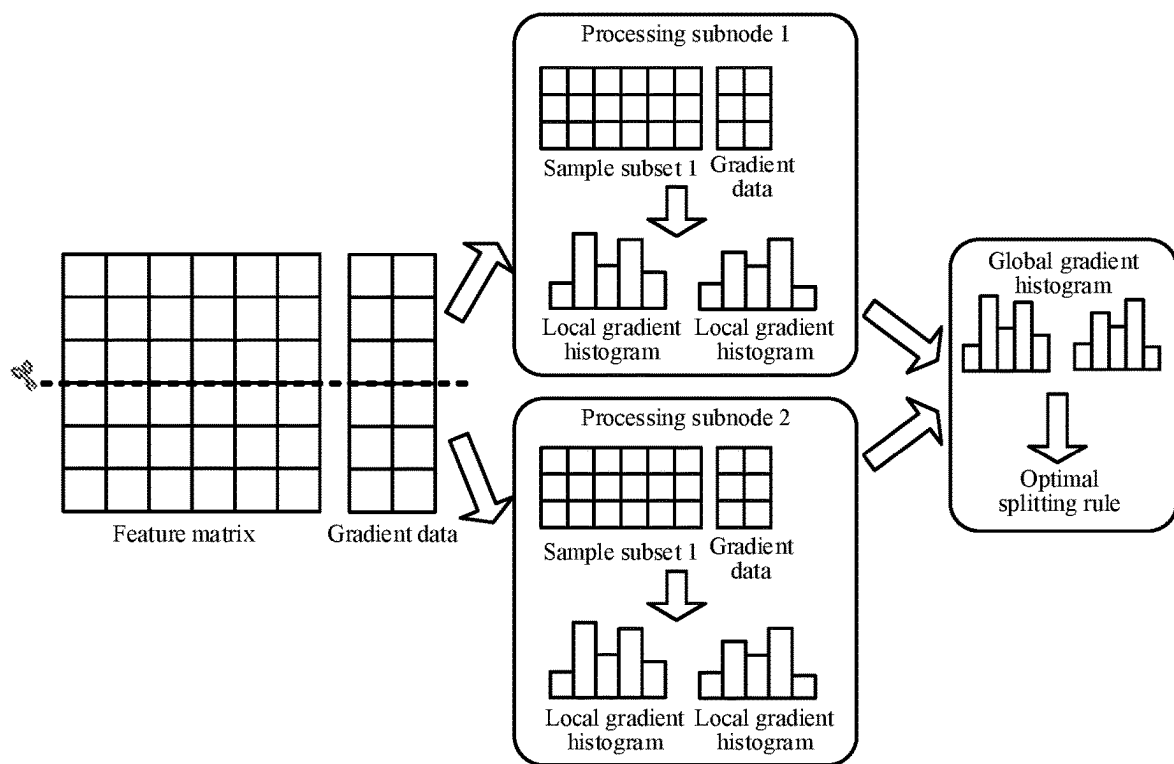 Processing subnode 1
Sample subset 1
Gradient
data
Local gradient
histogram
Local gradient
histogram
Feature matrix
Gradient data
Processing subnode 2
Sample subset 1
Gradient
data
Local gradient
histogram
Local gradient
histogram
Global gradient
histogram
Optimal
splitting rule